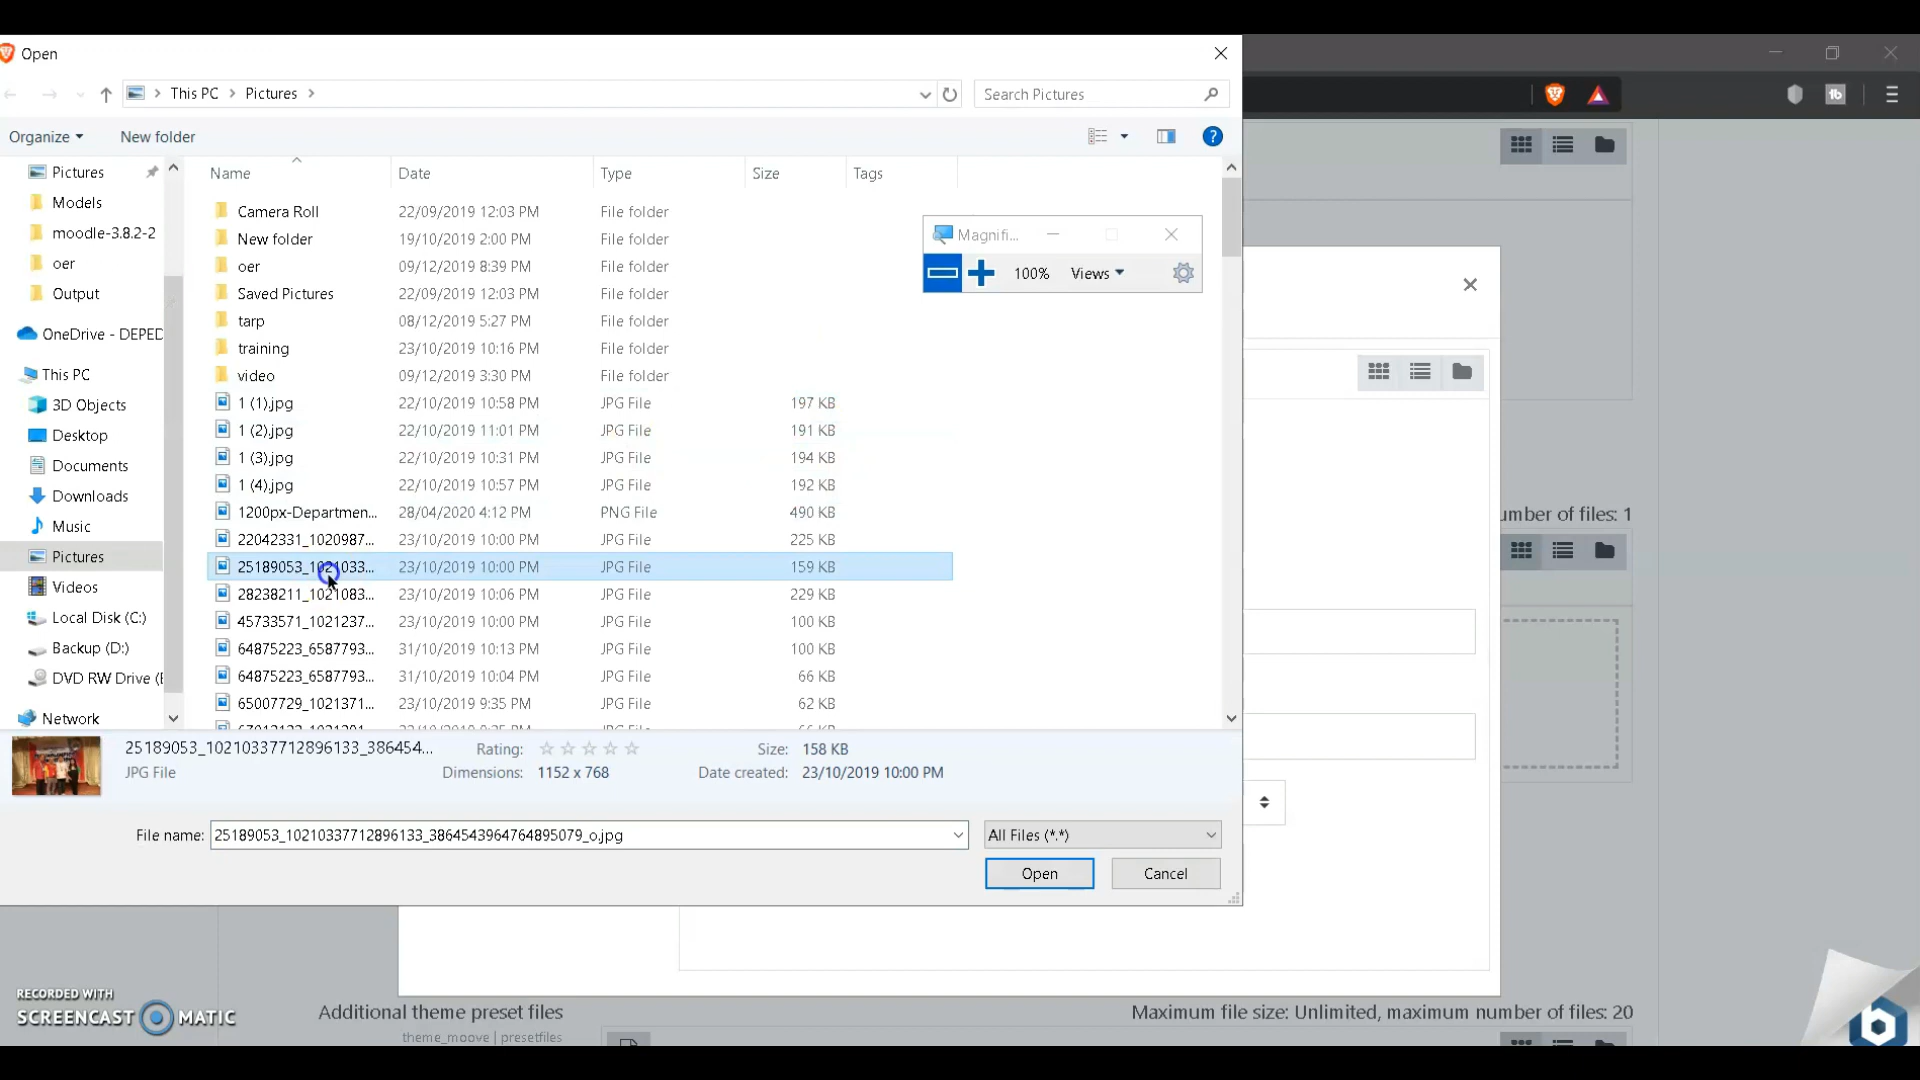 Open
This PC > Pictures >
Search Pictures
Organize
New folder
Name
Date
Type
Size
Tags
Pictures
Models
moodle-3.8.2-2
oer
Output
OneDrive - DEPED
This PC
3D Objects
Desktop
Documents
Downloads
Music
Pictures
Videos
Local Disk (C:)
Backup (D:)
DVD RW Drive (
Network
Camera Roll 22/09/2019 12:03 PM File folder
New folder 19/10/2019 2:00 PM File folder
oer 09/12/2019 8:39 PM File folder
Saved Pictures 22/09/2019 12:03 PM File folder
tarp 08/12/2019 5:27 PM File folder
training 23/10/2019 10:16 PM File folder
video 09/12/2019 3:30 PM File folder
1 (1).jpg 22/10/2019 10:58 PM JPG File 197 KB
1 (2).jpg 22/10/2019 11:01 PM JPG File 191 KB
1 (3).jpg 22/10/2019 10:31 PM JPG File 194 KB
1 (4).jpg 22/10/2019 10:57 PM JPG File 192 KB
1200px-Departmen... 28/04/2020 4:12 PM PNG File 490 KB
22042331_1020987... 23/10/2019 10:00 PM JPG File 225 KB
25189053_1021033... 23/10/2019 10:00 PM JPG File 159 KB
28238211_1021083... 23/10/2019 10:06 PM JPG File 229 KB
45733571_1021237... 23/10/2019 10:00 PM JPG File 100 KB
64875223_6587793... 31/10/2019 10:13 PM JPG File 100 KB
64875223_6587793... 31/10/2019 10:04 PM JPG File 66 KB
65007729_1021371... 23/10/2019 9:35 PM JPG File 62 KB
Magnifi...
100% Views
25189053_10210337712896133_386454...
JPG File
Rating:
Dimensions: 1152 x 768
Size: 158 KB
Date created: 23/10/2019 10:00 PM
File name: 25189053_10210337712896133_3864543964764895079_o.jpg
All Files (*.*)
Open
Cancel
umber of files: 1
RECORDED WITH
SCREENCAST MATIC
Additional theme preset files
theme_moove | presetfiles
Maximum file size: Unlimited, maximum number of files: 20